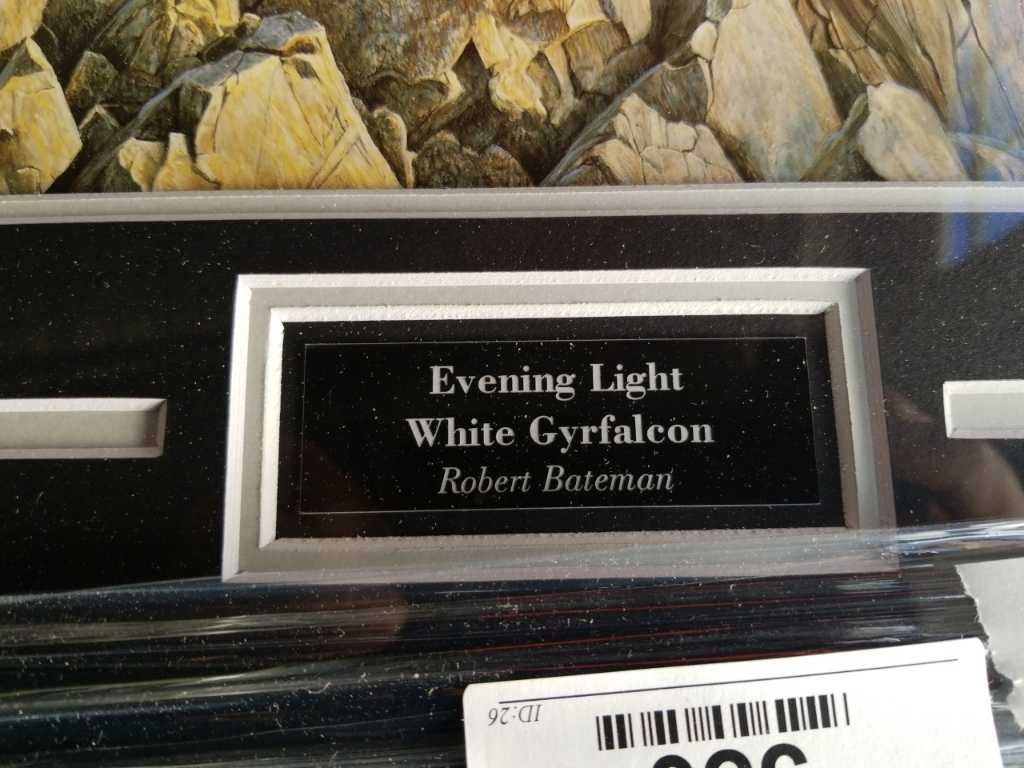 Evening Light
White Gyrfalcon
Robert Bateman
ID:26